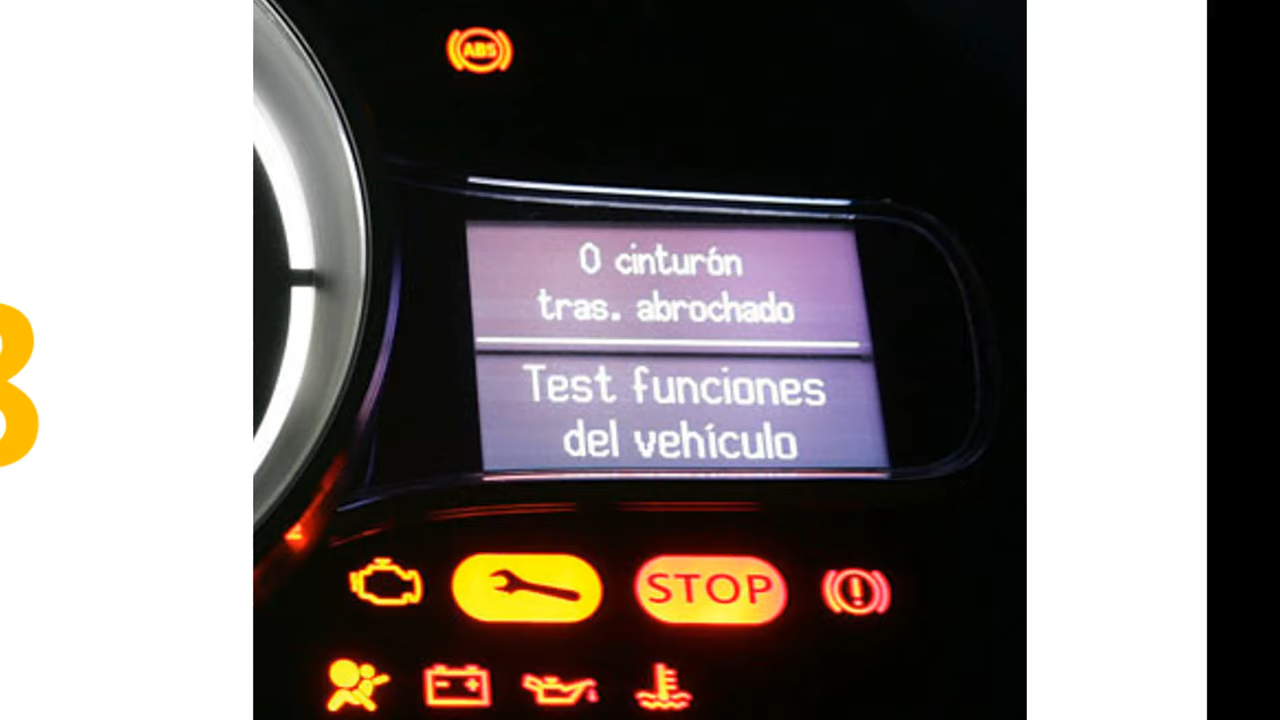 ABS
0 cinturón
tras. abrochado
Test funciones
del vehículo
STOP